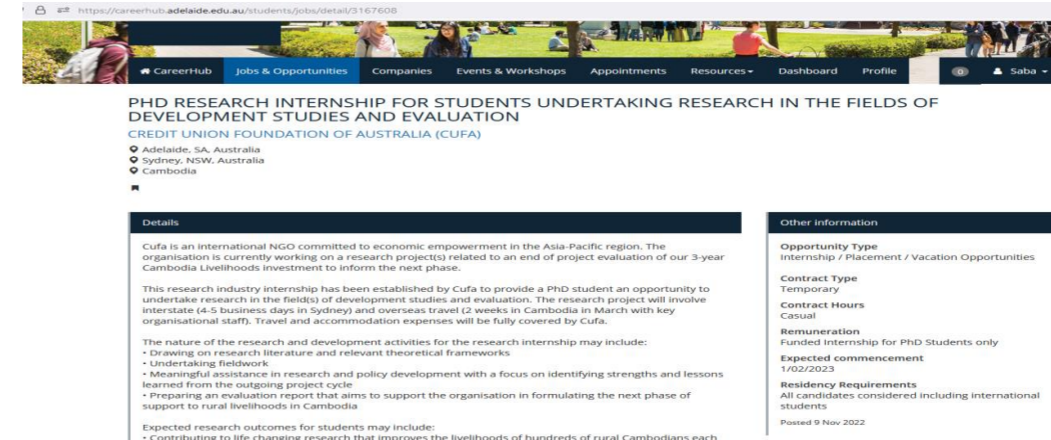 https://careerhub.adelaide.edu.au/students/jobs/detail/3167608
CareerHub Jobs & Opportunities Companies Events & Workshops Appointments Resources Dashboard Profile 0 Saba
PHD RESEARCH INTERNSHIP FOR STUDENTS UNDERTAKING RESEARCH IN THE FIELDS OF
DEVELOPMENT STUDIES AND EVALUATION
CREDIT UNION FOUNDATION OF AUSTRALIA (CUFA)
Adelaide, SA, Australia
Sydney, NSW, Australia
Cambodia
Details
Cufa is an international NGO committed to economic empowerment in the Asia-Pacific region. The
organisation is currently working on a research project(s) related to an end of project evaluation of our 3-year
Cambodia Livelihoods investment to inform the next phase.
This research industry internship has been established by Cufa to provide a PhD student an opportunity to
undertake research in the field(s) of development studies and evaluation. The research project will involve
interstate (4-5 business days in Sydney) and overseas travel (2 weeks in Cambodia in March with key
organisational staff). Travel and accommodation expenses will be fully covered by Cufa.
The nature of the research and development activities for the research internship may include:
• Drawing on research literature and relevant theoretical frameworks
• Undertaking fieldwork
• Meaningful assistance in research and policy development with a focus on identifying strengths and lessons
learned from the outgoing project cycle
• Preparing an evaluation report that aims to support the organisation in formulating the next phase of
support to rural livelihoods in Cambodia
Expected research outcomes for students may include:
• Contributing to life changing research that improves the livelihoods of hundreds of rural Cambodians each
Other information
Opportunity Type
Internship / Placement / Vacation Opportunities
Contract Type
Temporary
Contract Hours
Casual
Remuneration
Funded Internship for PhD Students only
Expected commencement
1/02/2023
Residency Requirements
All candidates considered including international
students
Posted 9 Nov 2022